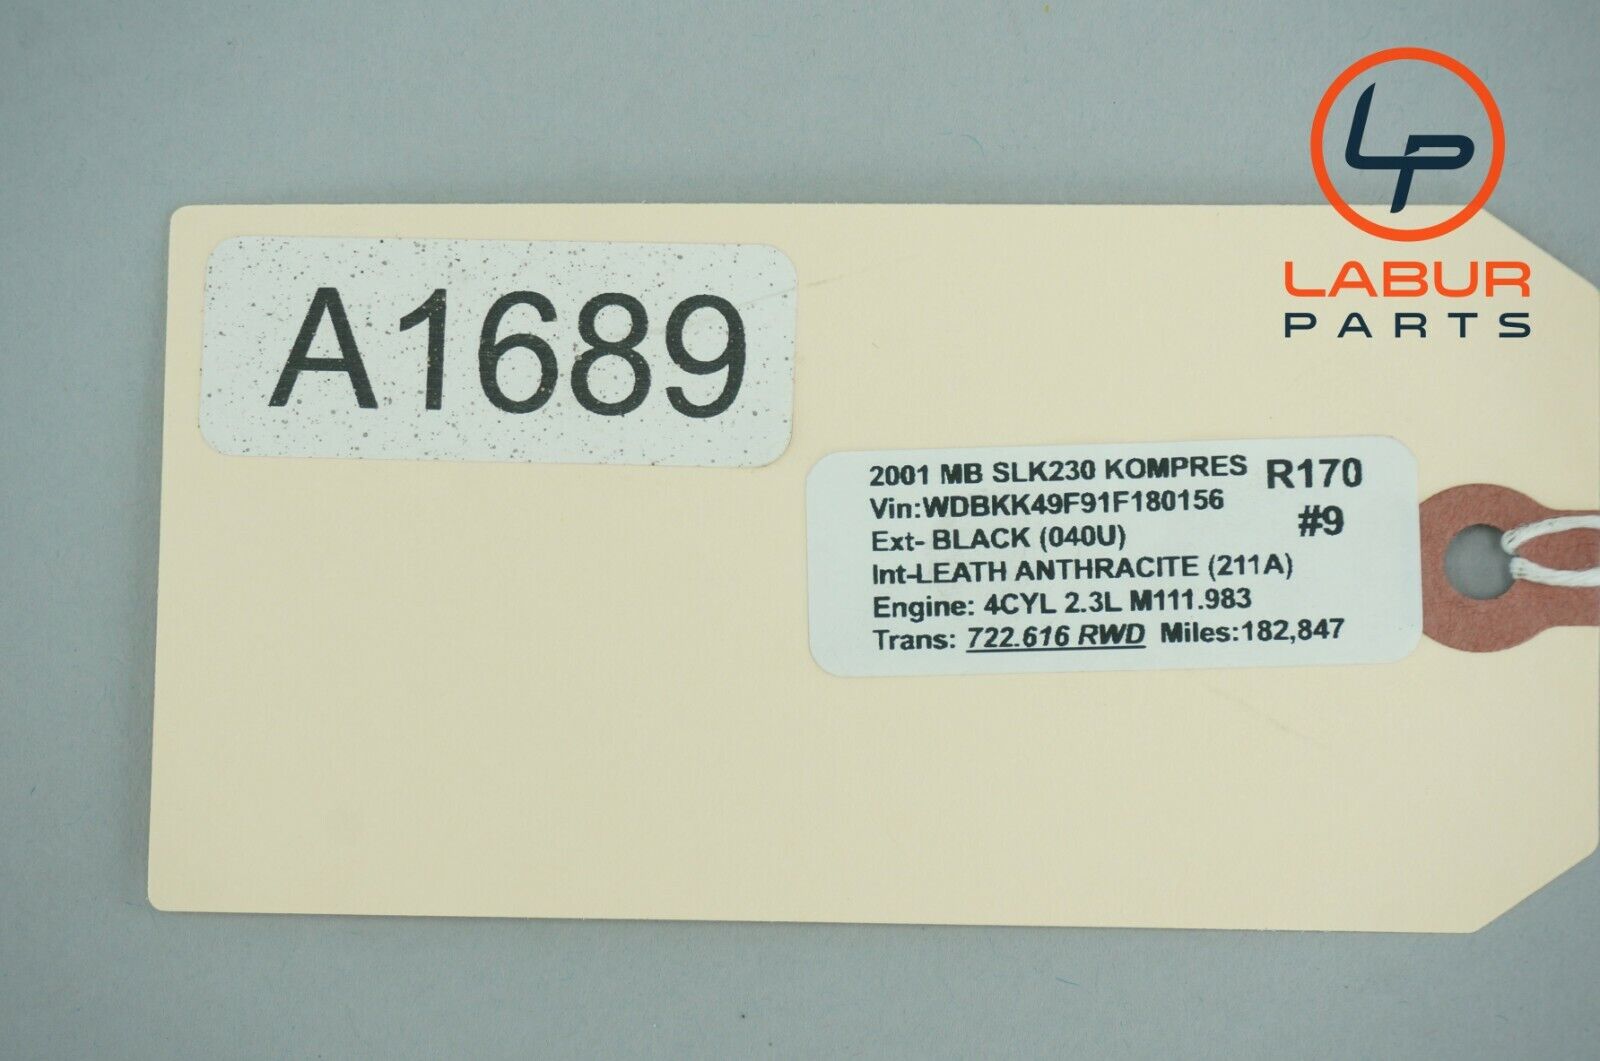 LP
LABUR
PARTS
A1689
2001 MB SLK230 KOMPRES R170
Vin:WDBKK49F91F180156 #9
Ext- BLACK (040U)
Int-LEATH ANTHRACITE (211A)
Engine: 4CYL 2.3L M111.983
Trans: 722.616 RWD Miles:182,847